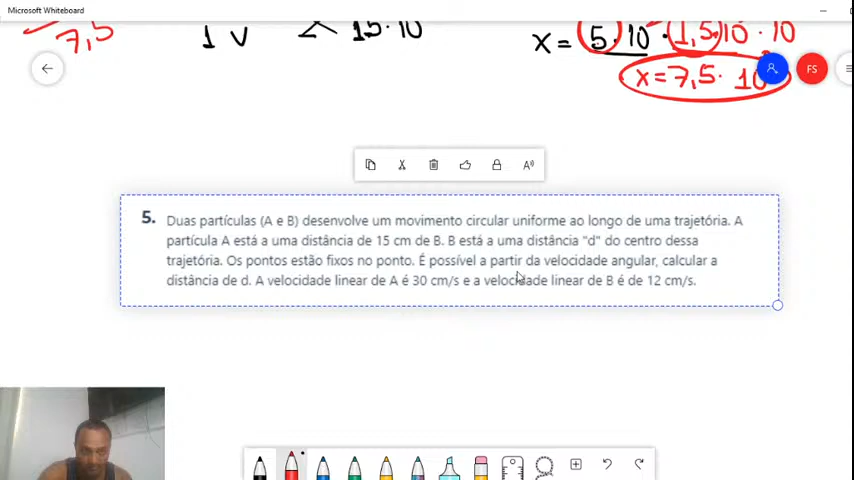 Microsoft Whiteboard
7,5
1 V
15.10
x = 5.10 . 1,5.10.10
x=7,5. 10
FS
5. Duas partículas (A e B) desenvolve um movimento circular uniforme ao longo de uma trajetória. A
partícula A está a uma distância de 15 cm de B. B está a uma distância "d" do centro dessa
trajetória. Os pontos estão fixos no ponto. É possível a partir da velocidade angular, calcular a
distância de d. A velocidade linear de A é 30 cm/s e a velocidade linear de B é de 12 cm/s.